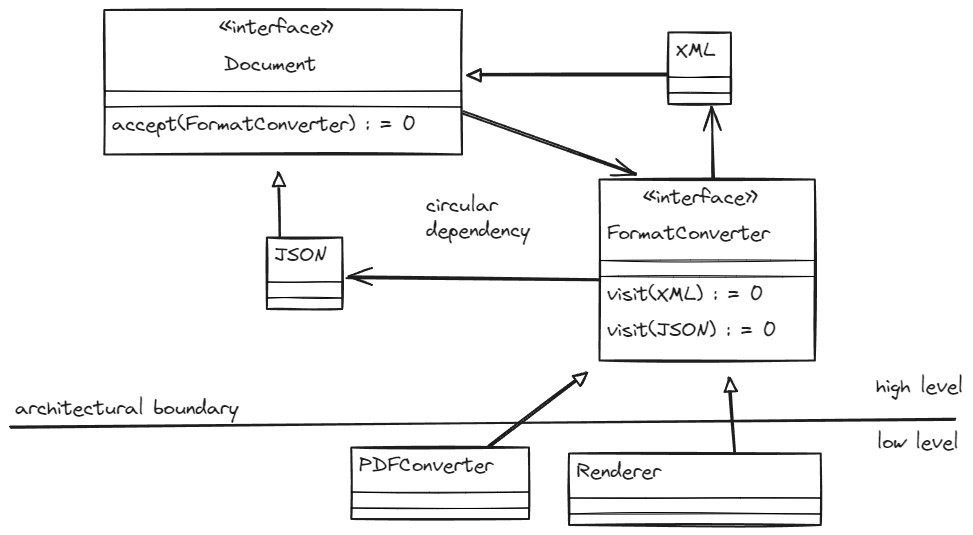 «interface»
Document
accept(FormatConverter) : = 0
XML
«interface»
FormatConverter
visit(XML) : = 0
visit(JSON) : = 0
circular
dependency
JSON
architectural boundary
high level
low level
PDFConverter
Renderer